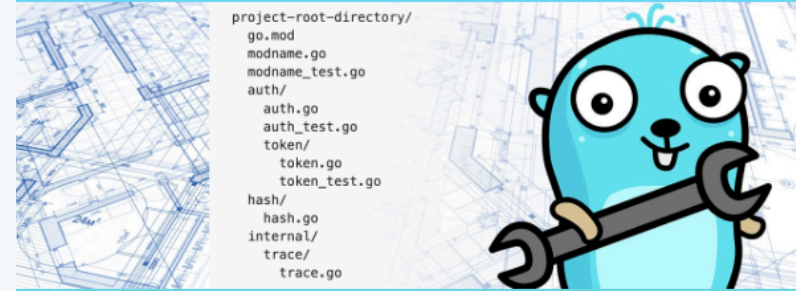 project-root-directory/
go.mod
modname.go
modname_test.go
auth/
auth.go
auth_test.go
token/
token.go
token_test.go
hash/
hash.go
internal/
trace/
trace.go
24M²